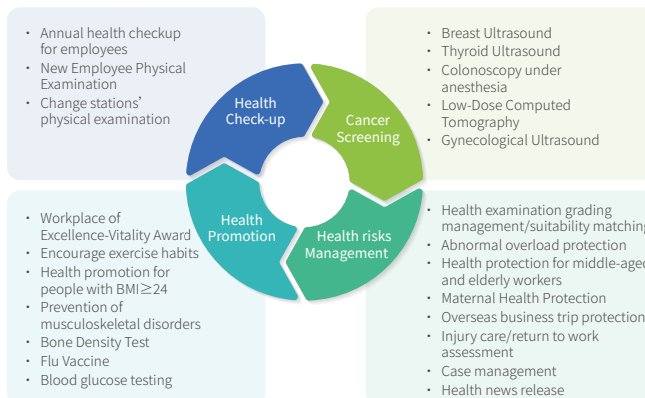 ・ Annual health checkup
for employees
・ New Employee Physical
Examination
・ Change stations'
physical examination
Health
Check-up
Cancer
Screening
・ Breast Ultrasound
・ Thyroid Ultrasound
・ Colonoscopy under
anesthesia
・ Low-Dose Computed
Tomography
・ Gynecological Ultrasound
・ Workplace of
Excellence-Vitality Award
・ Encourage exercise habits
・ Health promotion for
people with BMI≥24
・ Prevention of
musculoskeletal disorders
・ Bone Density Test
・ Flu Vaccine
・ Blood glucose testing
Health
Promotion
Health risks
Management
・ Health examination grading
management/suitability matching
・ Abnormal overload protection
・ Health protection for middle-aged
and elderly workers
・ Maternal Health Protection
・ Overseas business trip protection
・ Injury care/return to work
assessment
・ Case management
・ Health news release